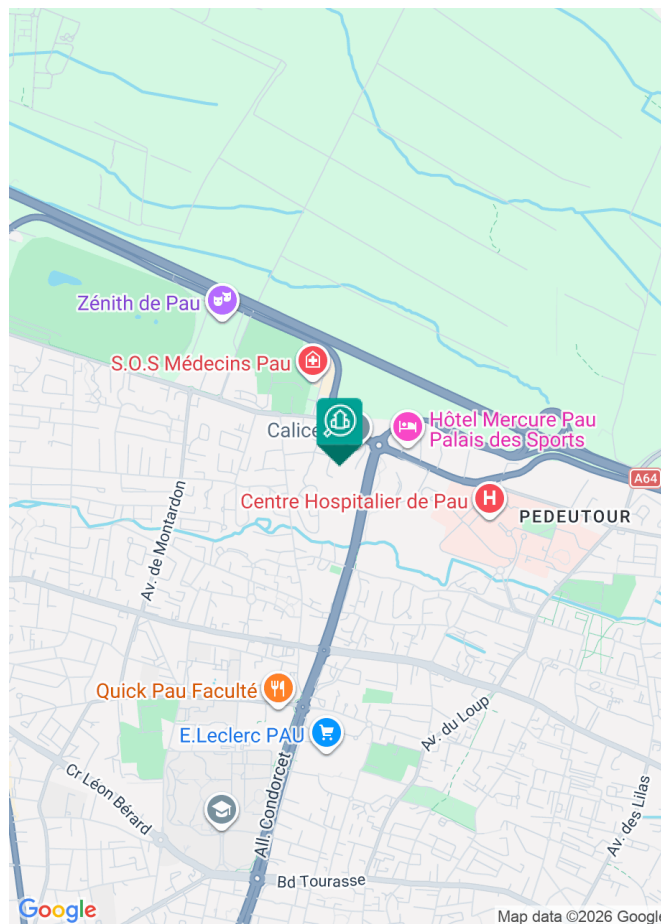 Zénith de Pau
S.O.S Médecins Pau
Calice
Hôtel Mercure Pau
Palais des Sports
A64
Centre Hospitalier de Pau
H
PEDEUTOUR
Av. de Montardon
Quick Pau Faculté
E.Leclerc PAU
Av. du Loup
Cr Léon Bérard
All. Condorcet
Av. des Lilas
Bd Tourasse
Google
Map data ©2026 Google